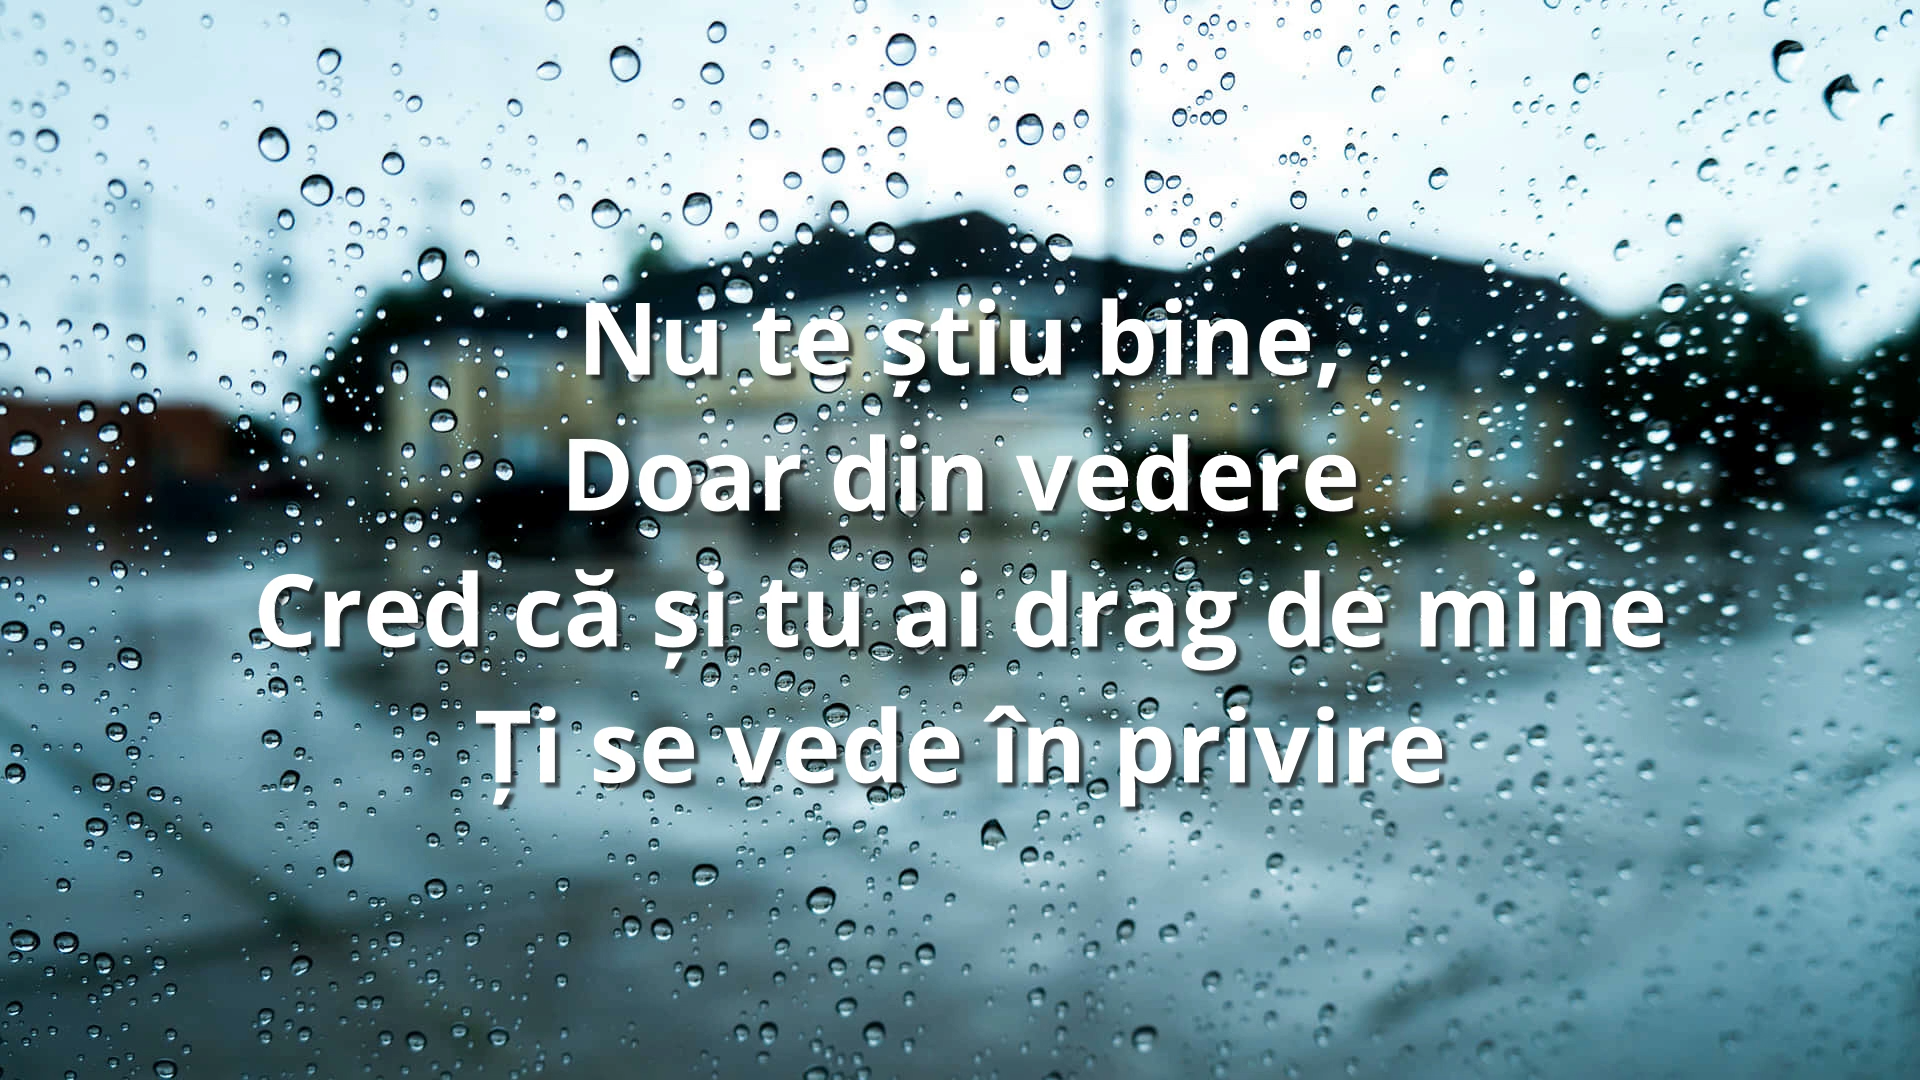 Nu te știu bine,
Doar din vedere
Cred că și tu ai drag de mine
Ți se vede în privire